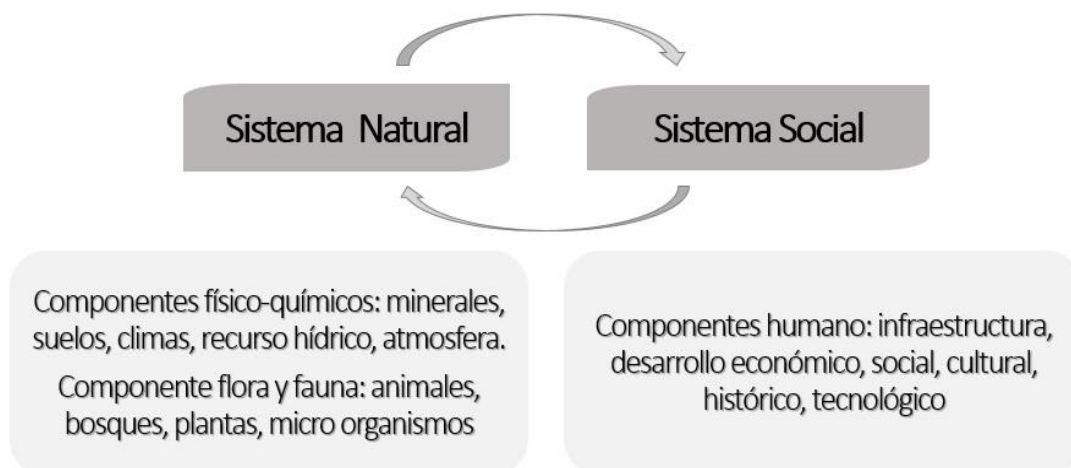 Sistema Natural
Sistema Social
Componentes físico-químicos: minerales,
suelos, climas, recurso hídrico, atmosfera.
Componente flora y fauna: animales,
bosques, plantas, micro organismos
Componentes humano: infraestructura,
desarrollo económico, social, cultural,
histórico, tecnológico